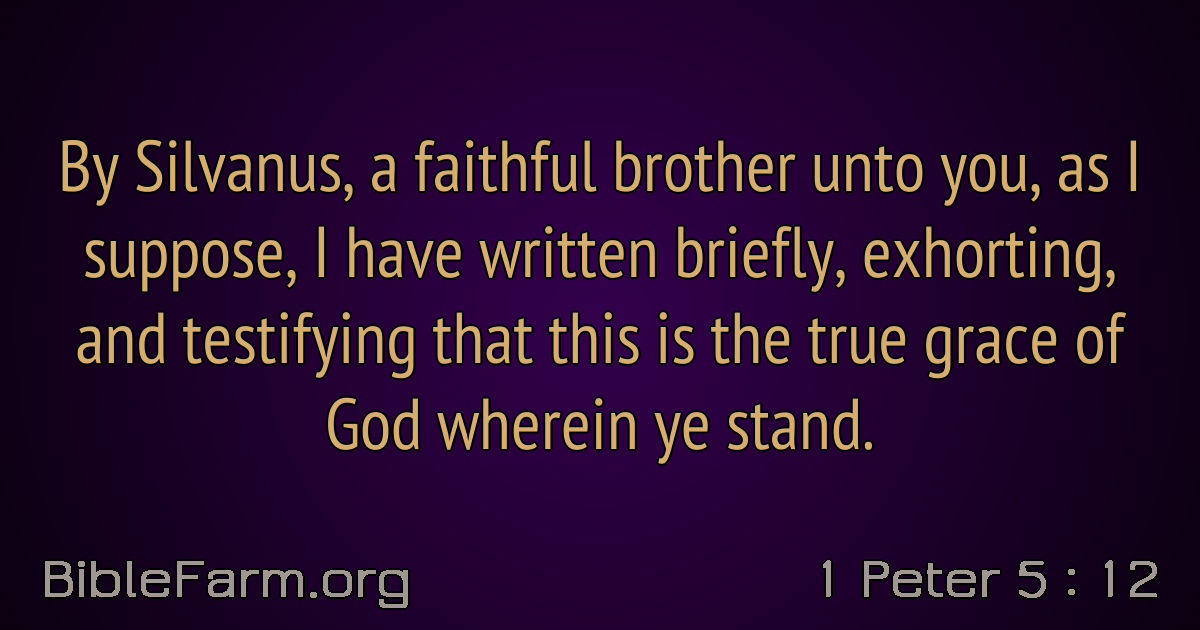 By Silvanus, a faithful brother unto you, as I
suppose, I have written briefly, exhorting,
and testifying that this is the true grace of
God wherein ye stand.
BibleFarm.org
1 Peter 5 : 12